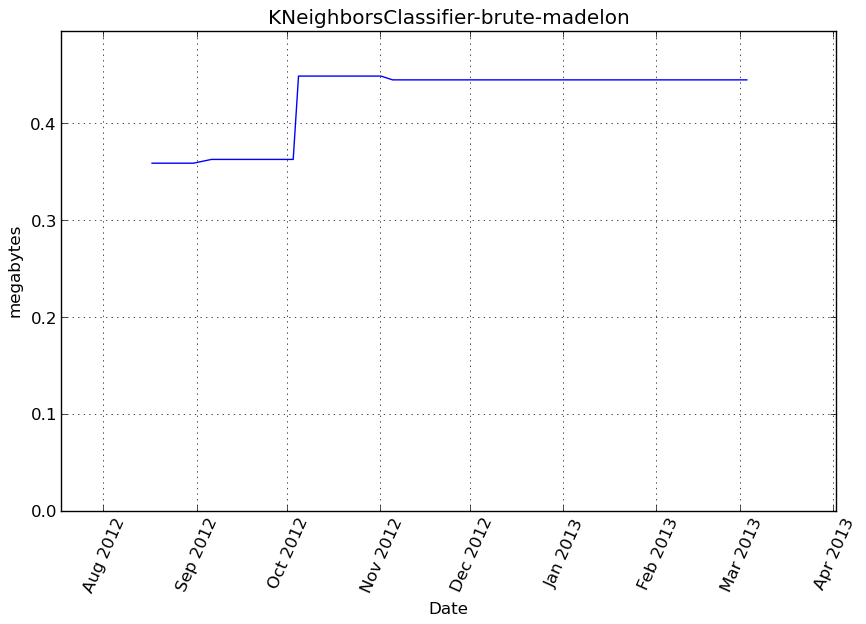 KNeighborsClassifier-brute-madelon
megabytes
0.4
0.3
0.2
0.1
0.0
Aug 2012
Sep 2012
Oct 2012
Nov 2012
Dec 2012
Jan 2013
Feb 2013
Mar 2013
Apr 2013
Date